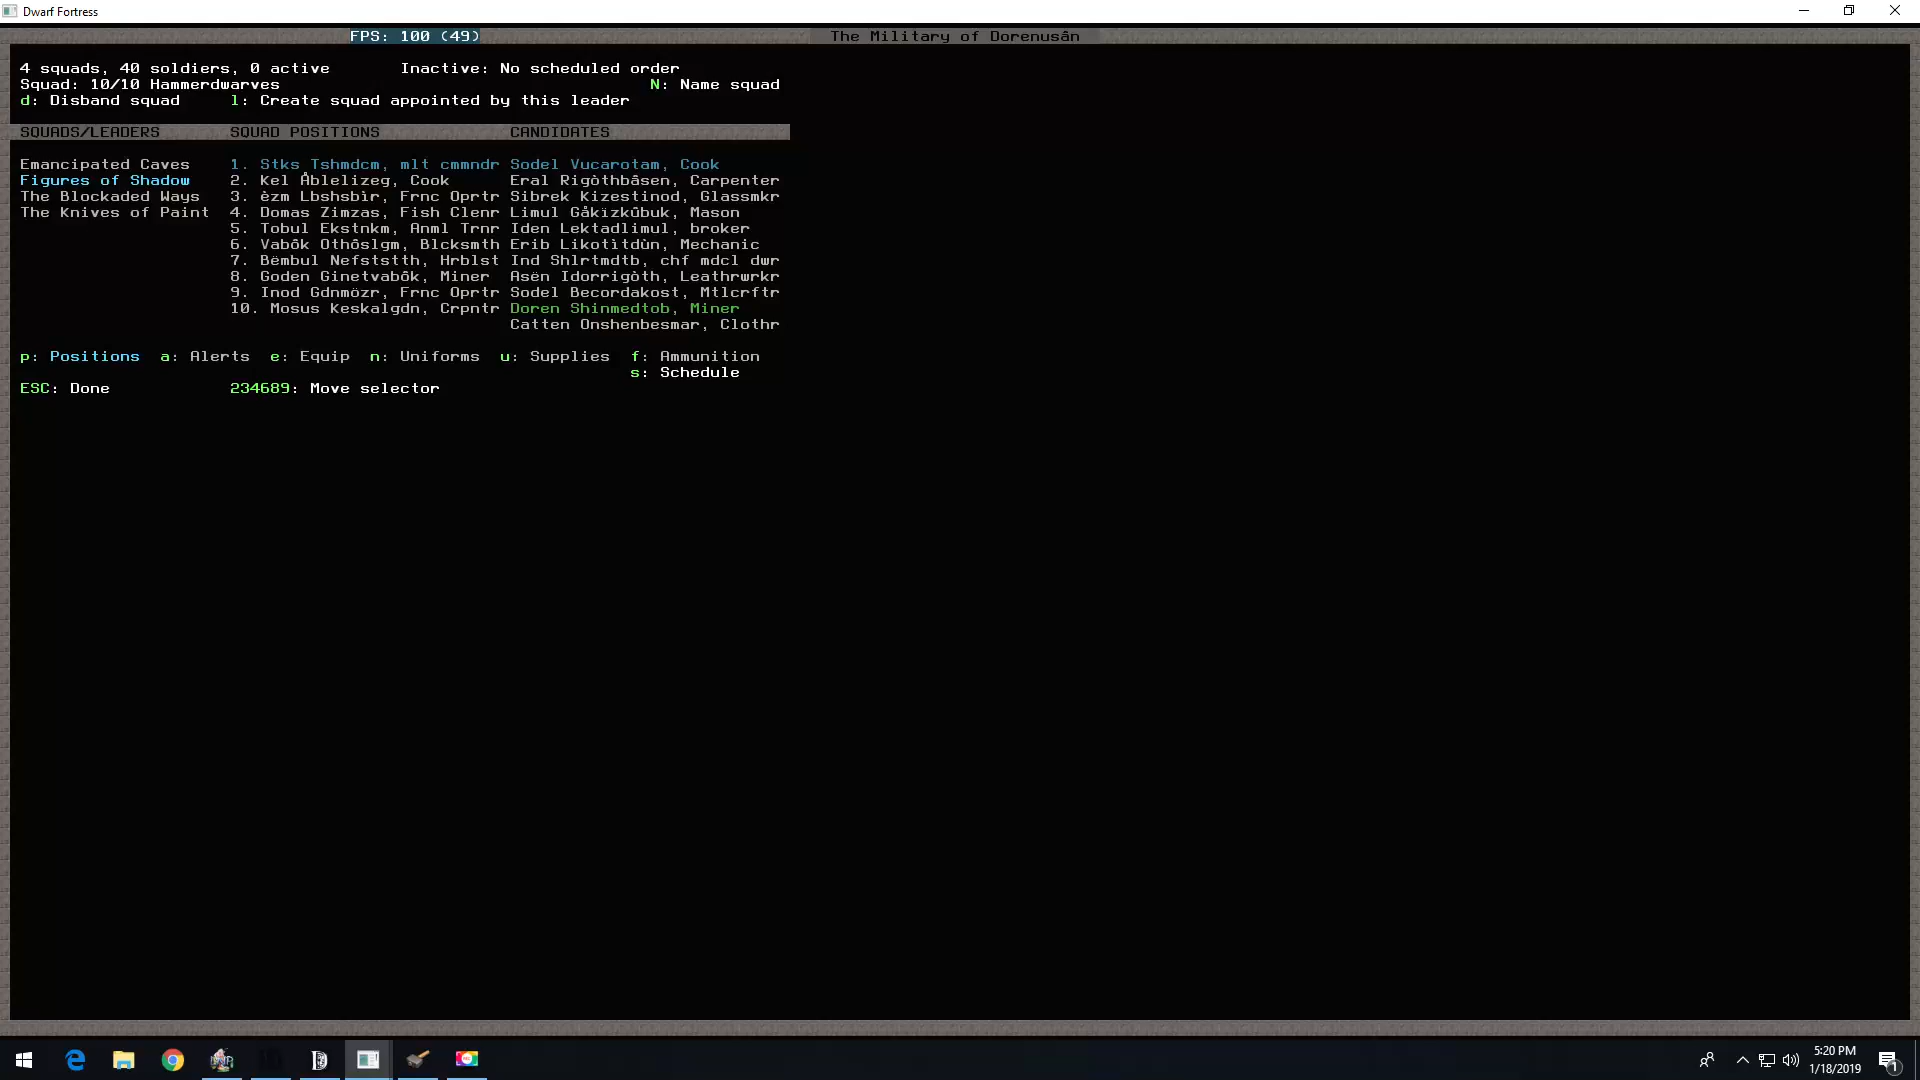 Dwarf Fortress
FPS: 100 (49) The Military of Dorenusân
4 squads, 40 soldiers, 0 active Inactive: No scheduled order
Squad: 10/10 Hammerdwarves N: Name squad
d: Disband squad l: Create squad appointed by this leader
SQUADS/LEADERS SQUAD POSITIONS CANDIDATES
Emancipated Caves 1. Stks Tshmdcm, mlt cmmndr Sodel Vucarotam, Cook
Figures of Shadow 2. Kel Åblelizeg, Cook Eral Rigòthbâsen, Carpenter
The Blockaded Ways 3. èzm Lbshsbìr, Frnc Oprtr Sibrek Kizestinod, Glassmkr
The Knives of Paint 4. Domas Zimzas, Fish Clenr Limul Gåkïzkûbuk, Mason
5. Tobul Ekstnkm, Anml Trnr Iden Lektadlimul, broker
6. Vabôk Othôslgm, Blcksmth Erib Likotìtdùn, Mechanic
7. Bëmbul Nefststth, Hrblst Ind Shlrtmdtb, chf mdcl dwr
8. Goden Ginetvabôk, Miner Asën Idorrigòth, Leathrwrkr
9. Inod Gdnmözr, Frnc Oprtr Sodel Becordakost, Mtlcrftr
10. Mosus Keskalgdn, Crpntr Doren Shinmedtob, Miner
Catten Onshenbesmar, Clothr
p: Positions a: Alerts e: Equip n: Uniforms u: Supplies f: Ammunition
s: Schedule
ESC: Done 234689: Move selector
5:20 PM
1/18/2019
1